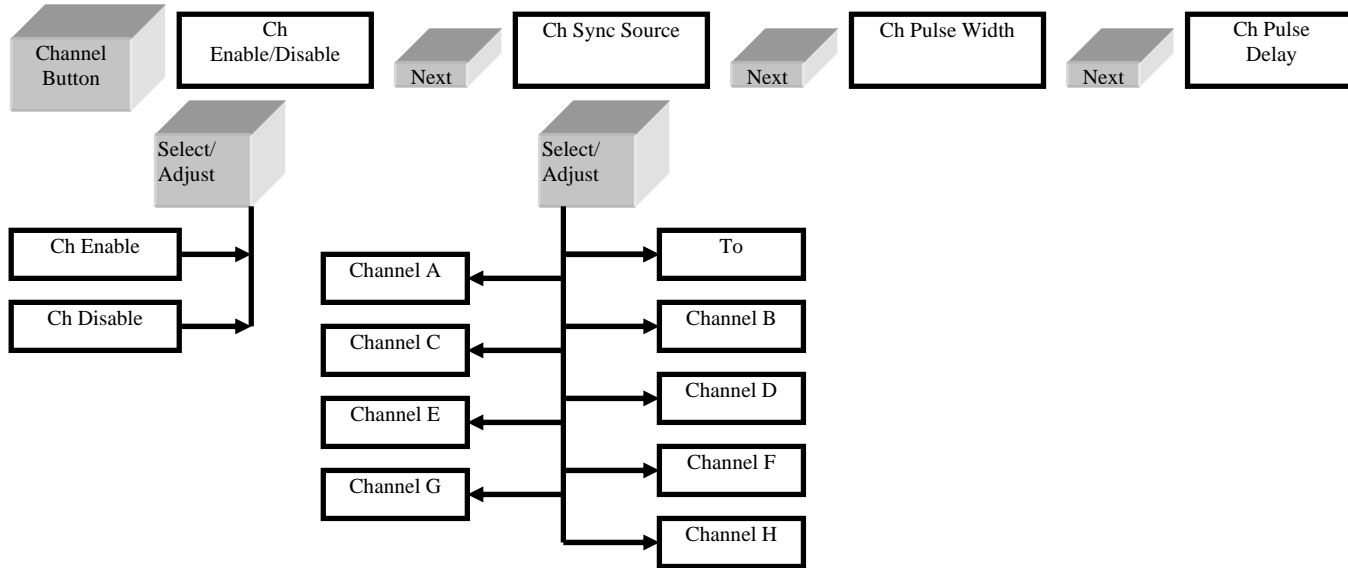 Channel
Button
Ch
Enable/Disable
Next
Ch Sync Source
Next
Ch Pulse Width
Next
Ch Pulse
Delay
Select/
Adjust
Select/
Adjust
Ch Enable
Ch Disable
Channel A
To
Channel C
Channel B
Channel E
Channel D
Channel G
Channel F
Channel H